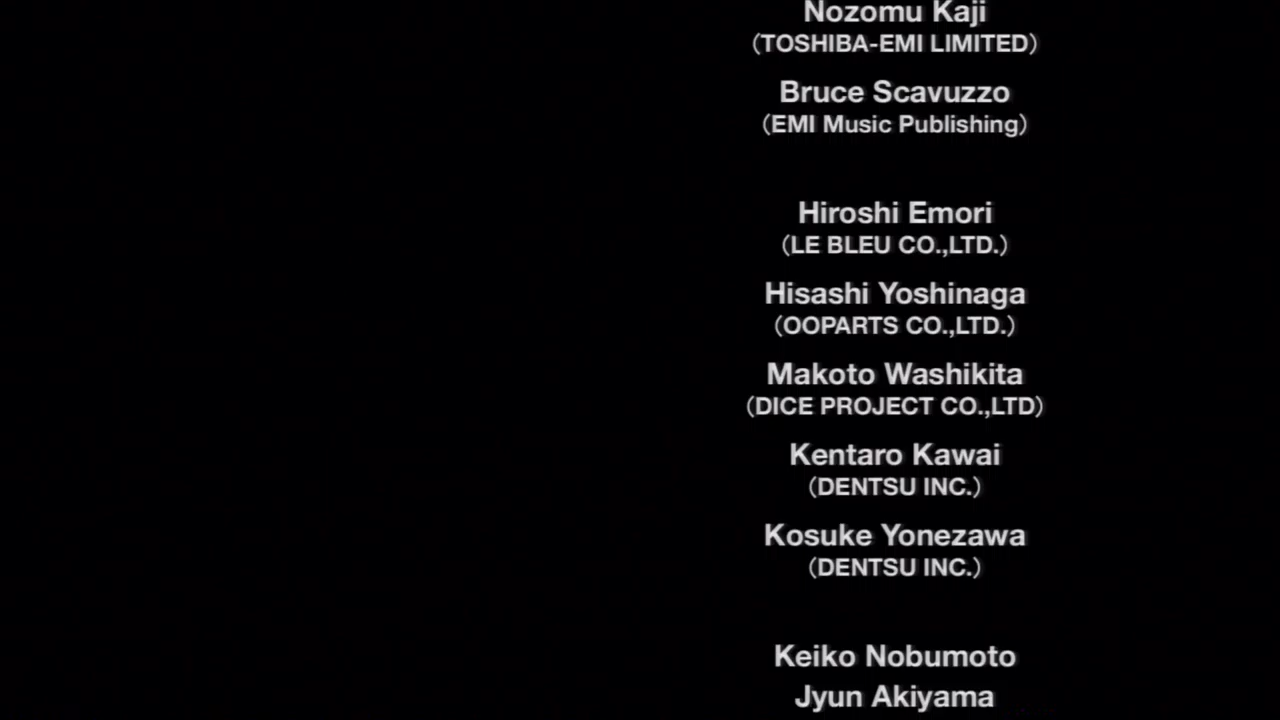 Nozomu Kaji
(TOSHIBA-EMI LIMITED)
Bruce Scavuzzo
(EMI Music Publishing)
Hiroshi Emori
(LE BLEU CO.,LTD.)
Hisashi Yoshinaga
(OOPARTS CO.,LTD.)
Makoto Washikita
(DICE PROJECT CO.,LTD)
Kentaro Kawai
(DENTSU INC.)
Kosuke Yonezawa
(DENTSU INC.)
Keiko Nobumoto
Jyun Akiyama